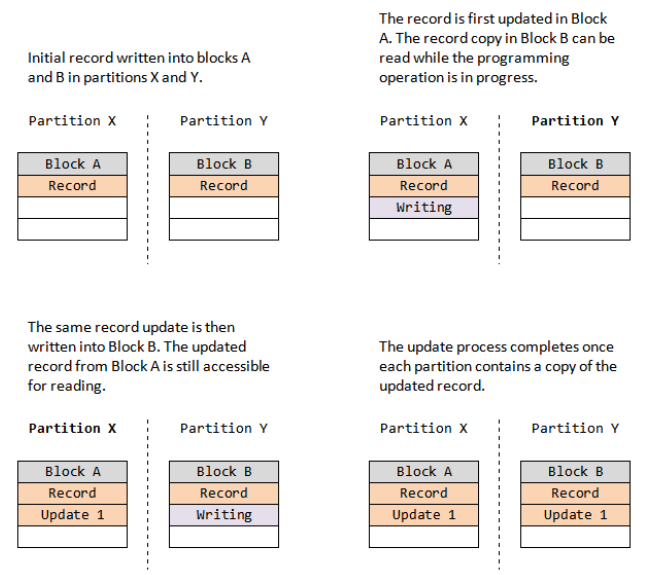 Initial record written into blocks A
and B in partitions X and Y.
Partition X
Partition Y
Block A
Block B
Record
Record
The record is first updated in Block
A. The record copy in Block B can be
read while the programming
operation is in progress.
Partition X
Partition Y
Block A
Block B
Record
Record
Writing
The same record update is then
written into Block B. The updated
record from Block A is still accessible
for reading.
Partition X
Partition Y
Block A
Block B
Record
Record
Update 1
Writing
The update process completes once
each partition contains a copy of the
updated record.
Partition X
Partition Y
Block A
Block B
Record
Record
Update 1
Update 1